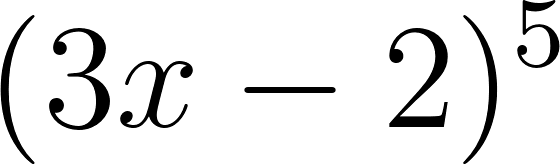 (3x − 2)⁵